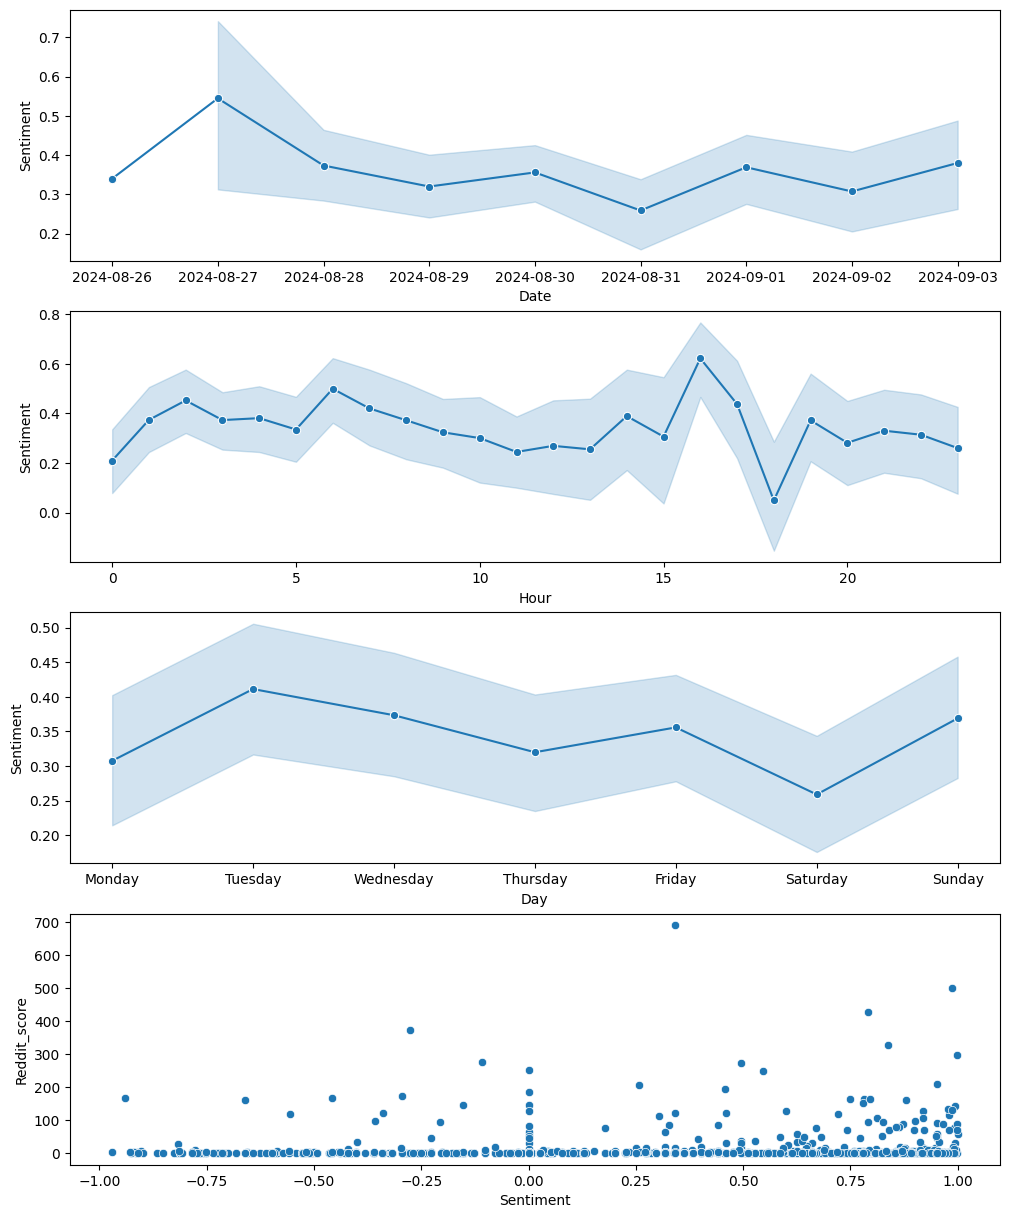 0.7
0.6
0.5
0.4
0.3
0.2
Sentiment
2024-08-26 2024-08-27 2024-08-28 2024-08-29 2024-08-30 2024-08-31 2024-09-01 2024-09-02 2024-09-03
Date
0.8
0.6
0.4
0.2
0.0
Sentiment
0 5 10 15 20
Hour
0.50
0.45
0.40
0.35
0.30
0.25
0.20
Sentiment
Monday Tuesday Wednesday Thursday Friday Saturday Sunday
Day
700
600
500
400
300
200
100
0
Reddit_score
−1.00 −0.75 −0.50 −0.25 0.00 0.25 0.50 0.75 1.00
Sentiment